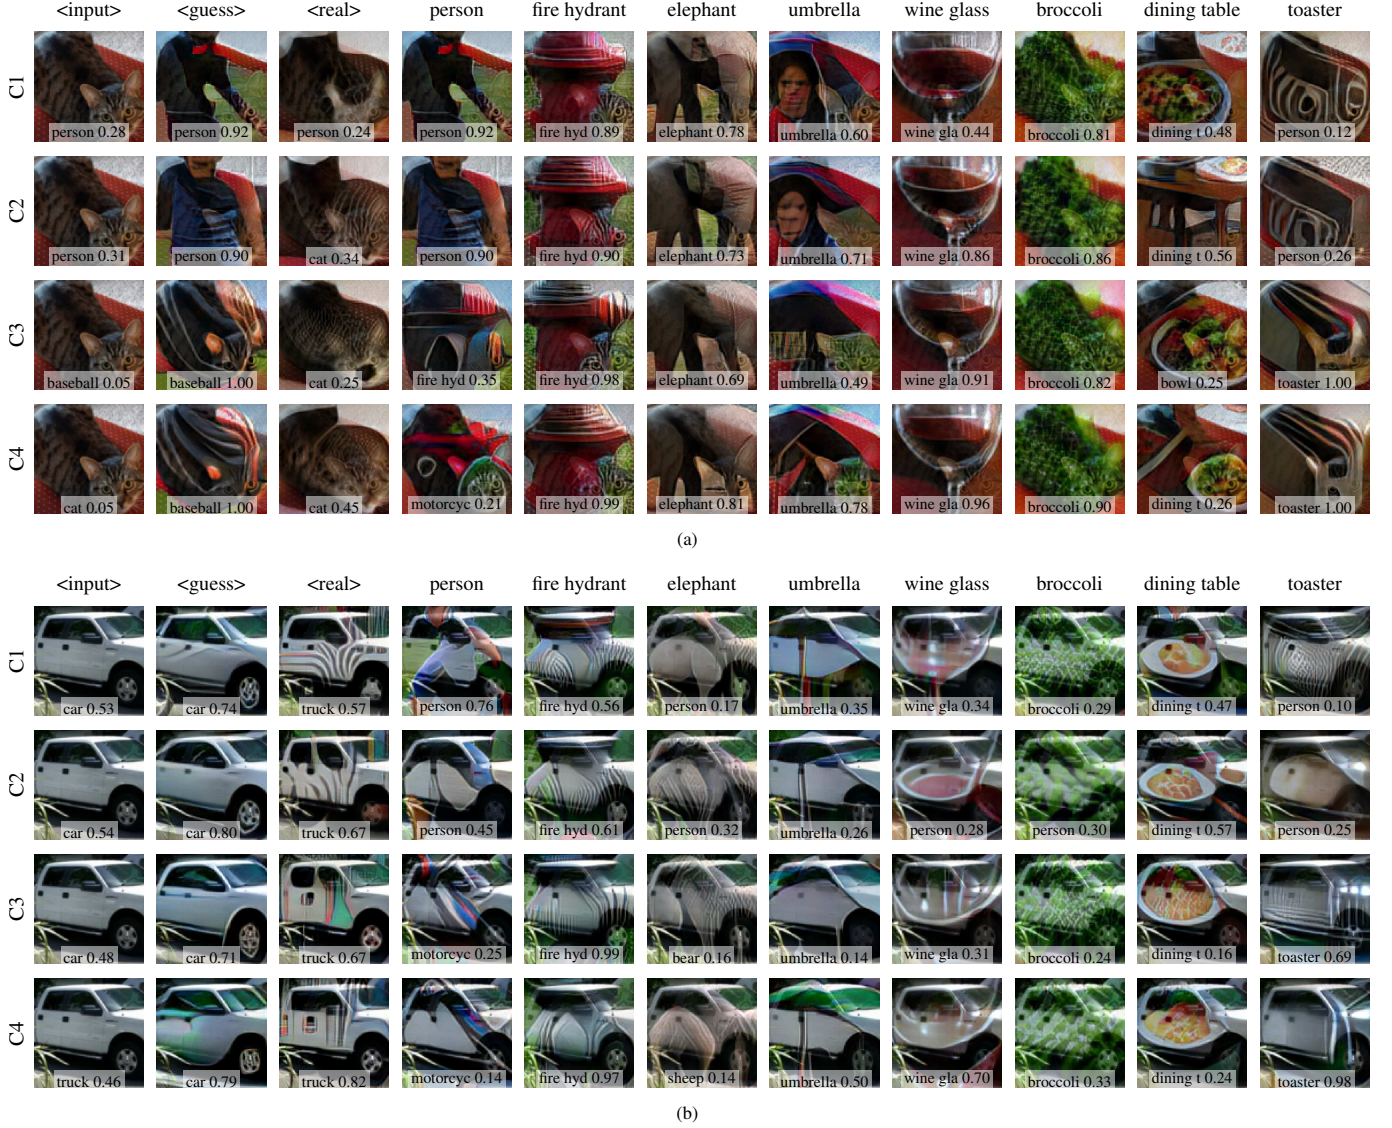 <input> <guess> <real> person fire hydrant elephant umbrella wine glass broccoli dining table toaster
C1
person 0.28 person 0.92 person 0.24 person 0.92 fire hyd 0.89 elephant 0.78 umbrella 0.60 wine gla 0.44 broccoli 0.81 dining t 0.48 person 0.12
C2
person 0.31 person 0.90 cat 0.34 person 0.90 fire hyd 0.90 elephant 0.73 umbrella 0.71 wine gla 0.86 broccoli 0.86 dining t 0.56 person 0.26
C3
baseball 0.05 baseball 1.00 cat 0.25 fire hyd 0.35 fire hyd 0.98 elephant 0.69 umbrella 0.49 wine gla 0.91 broccoli 0.82 bowl 0.25 toaster 1.00
C4
cat 0.05 baseball 1.00 cat 0.45 motorcyc 0.21 fire hyd 0.99 elephant 0.81 umbrella 0.78 wine gla 0.96 broccoli 0.90 dining t 0.26 toaster 1.00
(a)
<input> <guess> <real> person fire hydrant elephant umbrella wine glass broccoli dining table toaster
C1
car 0.53 car 0.74 truck 0.57 person 0.76 fire hyd 0.56 person 0.17 umbrella 0.35 wine gla 0.34 broccoli 0.29 dining t 0.47 person 0.10
C2
car 0.54 car 0.80 truck 0.67 person 0.45 fire hyd 0.61 person 0.32 umbrella 0.26 person 0.28 person 0.30 dining t 0.57 person 0.25
C3
car 0.48 car 0.71 truck 0.67 motorcyc 0.25 fire hyd 0.99 bear 0.16 umbrella 0.14 wine gla 0.31 broccoli 0.24 dining t 0.16 toaster 0.69
C4
truck 0.46 car 0.79 truck 0.82 motorcyc 0.14 fire hyd 0.97 sheep 0.14 umbrella 0.50 wine gla 0.70 broccoli 0.33 dining t 0.24 toaster 0.98
(b)